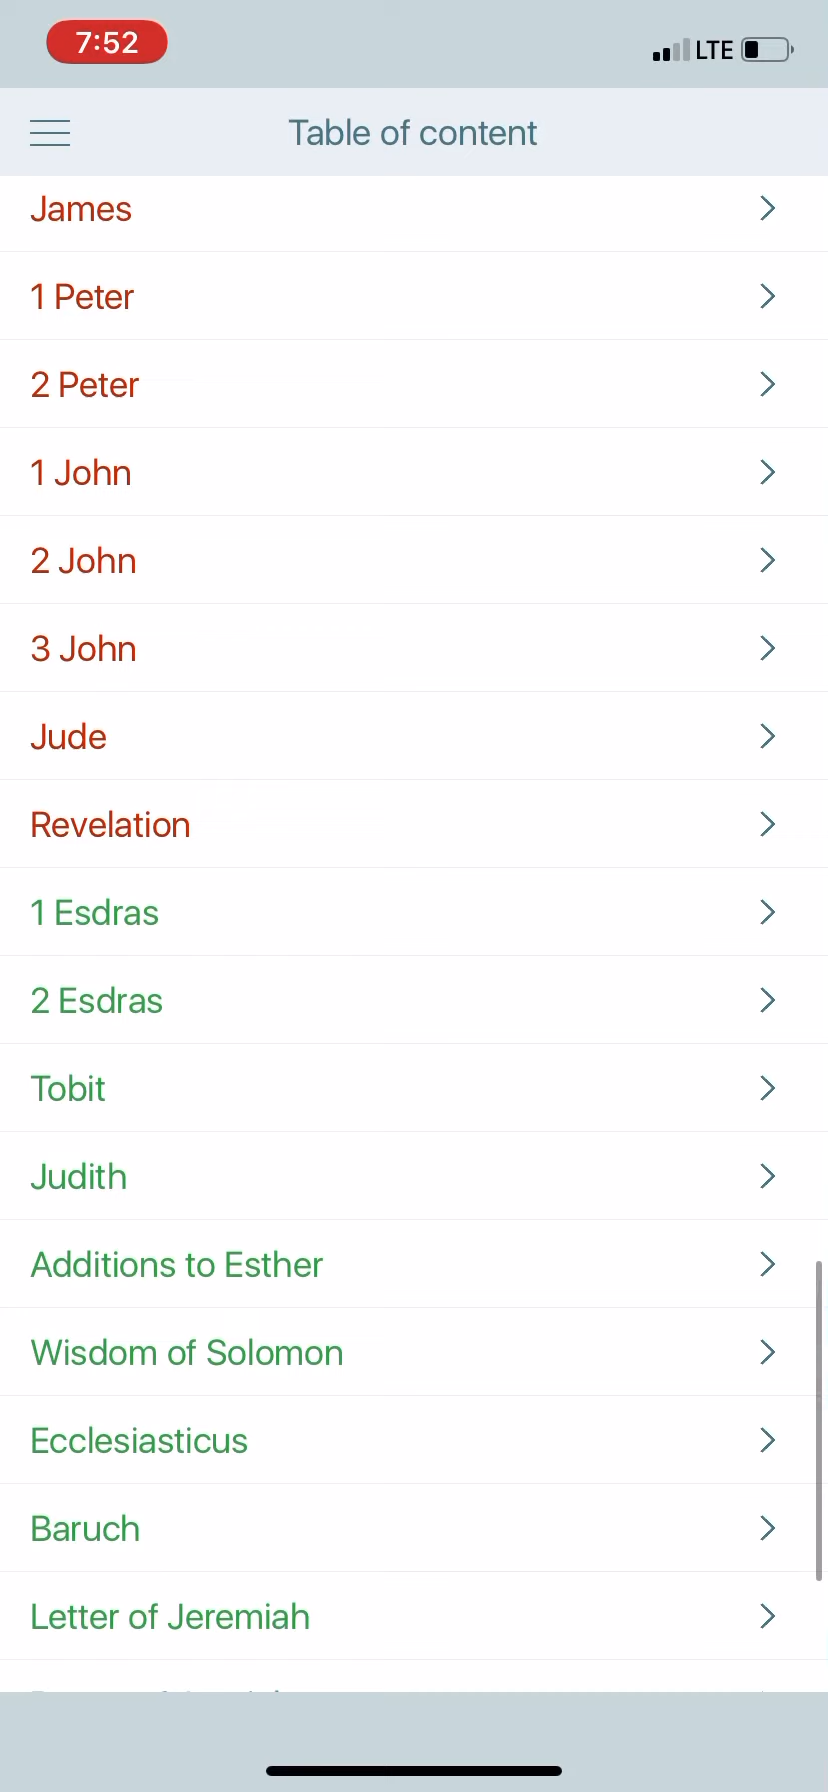 7:52
LTE
Table of content
James
1 Peter
2 Peter
1 John
2 John
3 John
Jude
Revelation
1 Esdras
2 Esdras
Tobit
Judith
Additions to Esther
Wisdom of Solomon
Ecclesiasticus
Baruch
Letter of Jeremiah